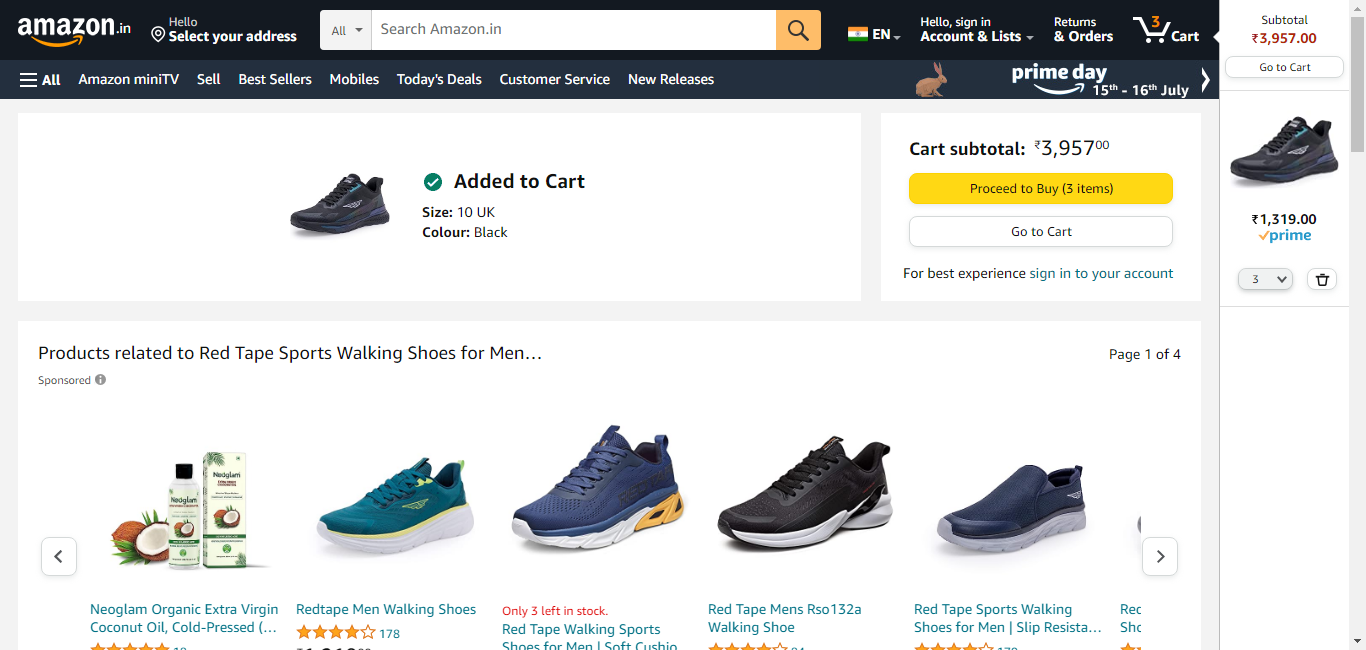 amazon.in
Hello
Select your address
All
Search Amazon.in
EN
Hello, sign in
Account & Lists
Returns
& Orders
3
Cart
All
Amazon miniTV
Sell
Best Sellers
Mobiles
Today's Deals
Customer Service
New Releases
prime day
15th - 16th July
Subtotal
₹3,957.00
Go to Cart
₹1,319.00
prime
3
Added to Cart
Size: 10 UK
Colour: Black
Cart subtotal: ₹3,95700
Proceed to Buy (3 items)
Go to Cart
For best experience sign in to your account
Products related to Red Tape Sports Walking Shoes for Men…
Page 1 of 4
Sponsored
Neoglam
Neoglam
Neoglam Organic Extra Virgin
Coconut Oil, Cold-Pressed (…
Redtape Men Walking Shoes
178
Only 3 left in stock.
Red Tape Walking Sports
Shoes for Men | Soft Cushio
Red Tape Mens Rso132a
Walking Shoe
Red Tape Sports Walking
Shoes for Men | Slip Resista…